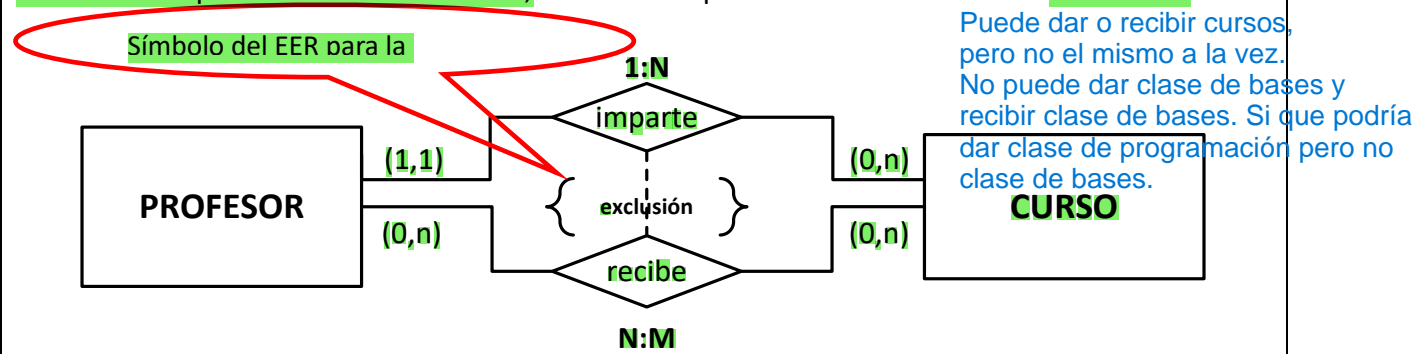 Símbolo del EER para la
Puede dar o recibir cursos,
pero no el mismo a la vez.
No puede dar clase de bases y
recibir clase de bases. Si que podría
dar clase de programación pero no
clase de bases.
1:N
imparte
(1,1)
(0,n)
PROFESOR
exclusión
CURSO
(0,n)
(0,n)
recibe
N:M